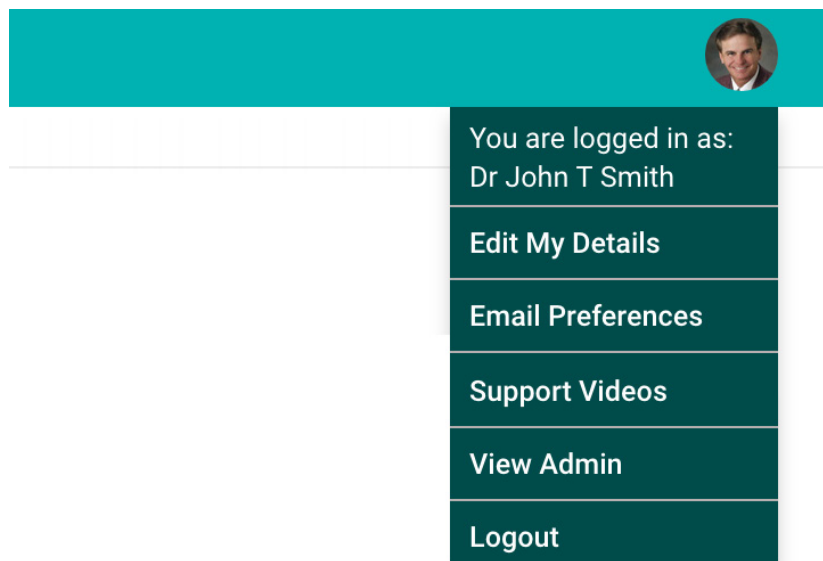 You are logged in as:
Dr John T Smith
Edit My Details
Email Preferences
Support Videos
View Admin
Logout